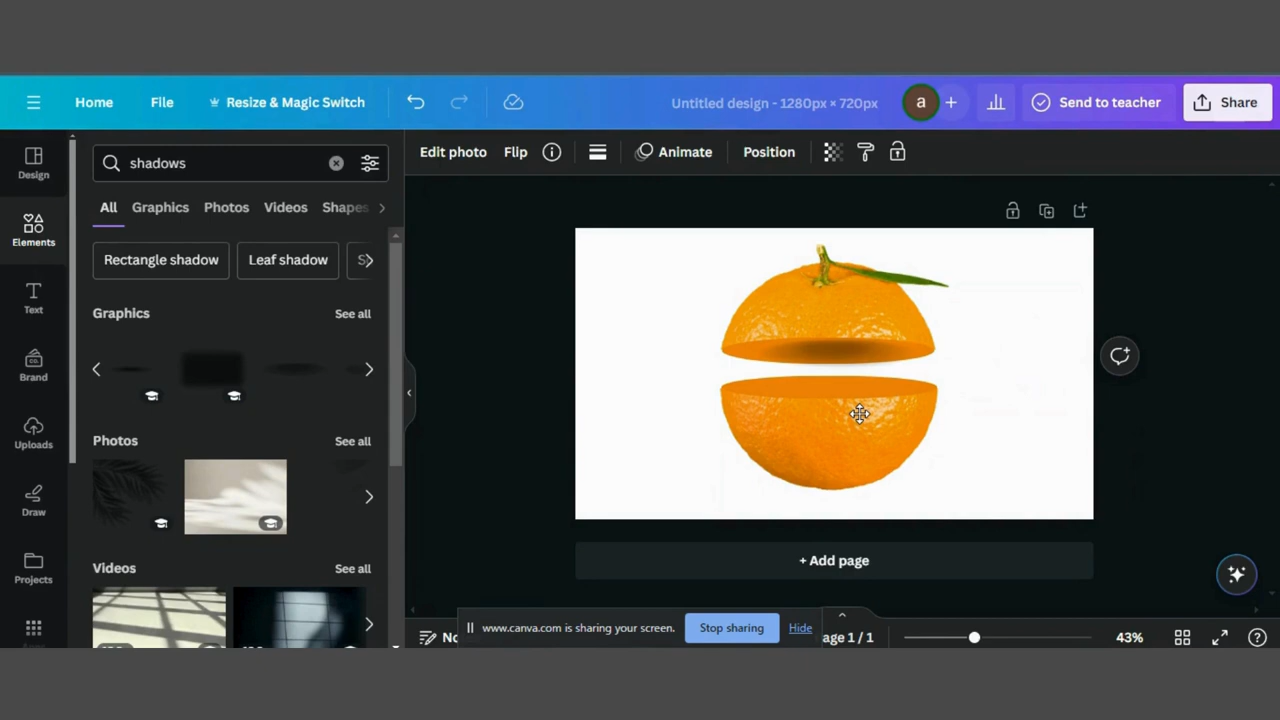 Home File Resize & Magic Switch Untitled design - 1280px × 720px a + Send to teacher Share
shadows
Edit photo Flip Animate Position
Design
All Graphics Photos Videos Shapes
Elements
Rectangle shadow Leaf shadow
Text
Graphics See all
Brand
Uploads
Photos See all
Draw
Projects
Videos See all
+ Add page
www.canva.com is sharing your screen. Stop sharing Hide
age 1 / 1 43%